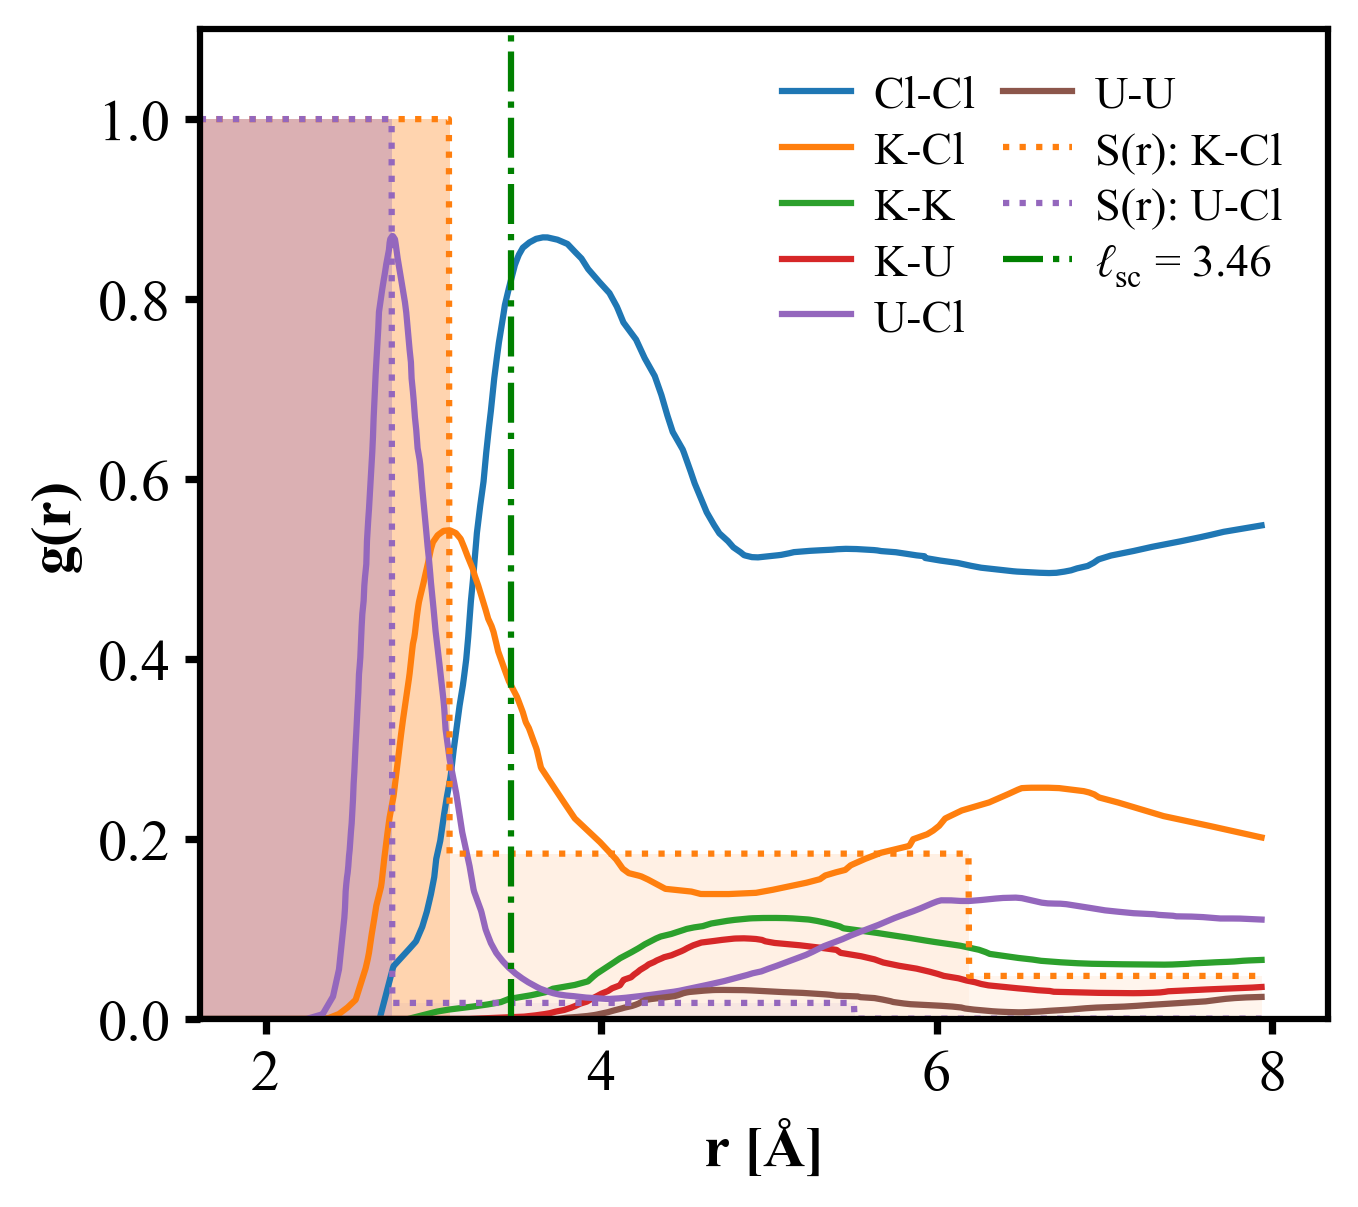 Cl-Cl
K-Cl
K-K
K-U
U-Cl
U-U
S(r): K-Cl
S(r): U-Cl
ℓsc = 3.46
g(r)
1.0
0.8
0.6
0.4
0.2
0.0
2 4 6 8
r [Å]